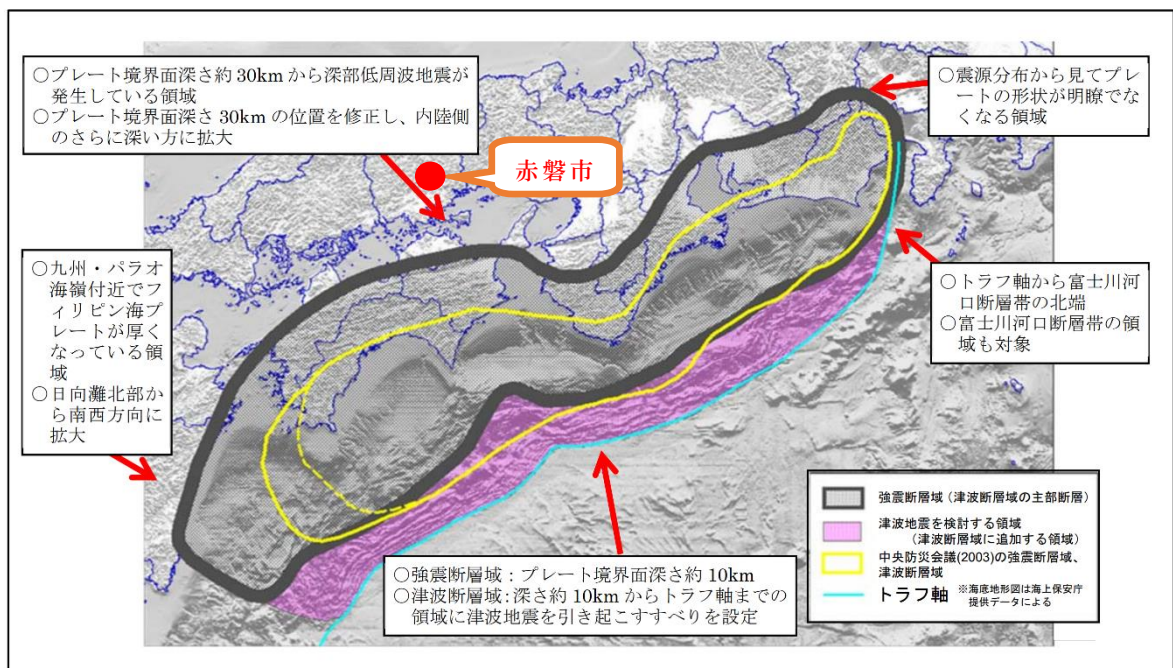 ○プレート境界面深さ約 30km から深部低周波地震が
発生している領域
○プレート境界面深さ 30km の位置を修正し、内陸側
のさらに深い方に拡大
○震源分布から見てプレ
ートの形状が明瞭でな
くなる領域
赤磐市
○九州・パラオ
海嶺付近でフ
ィリピン海プ
レートが厚く
なっている領
域
○日向灘北部か
ら南西方向に
拡大
○トラフ軸から富士川河
口断層帯の北端
○富士川河口断層帯の領
域も対象
○強震断層域：プレート境界面深さ約 10km
○津波断層域：深さ約 10km からトラフ軸までの
領域に津波地震を引き起こすすべりを設定
強震断層域（津波断層域の主部断層）
津波地震を検討する領域
（津波断層域に追加する領域）
中央防災会議(2003)の強震断層域、
津波断層域
トラフ軸 ※海底地形図は海上保安庁
提供データによる